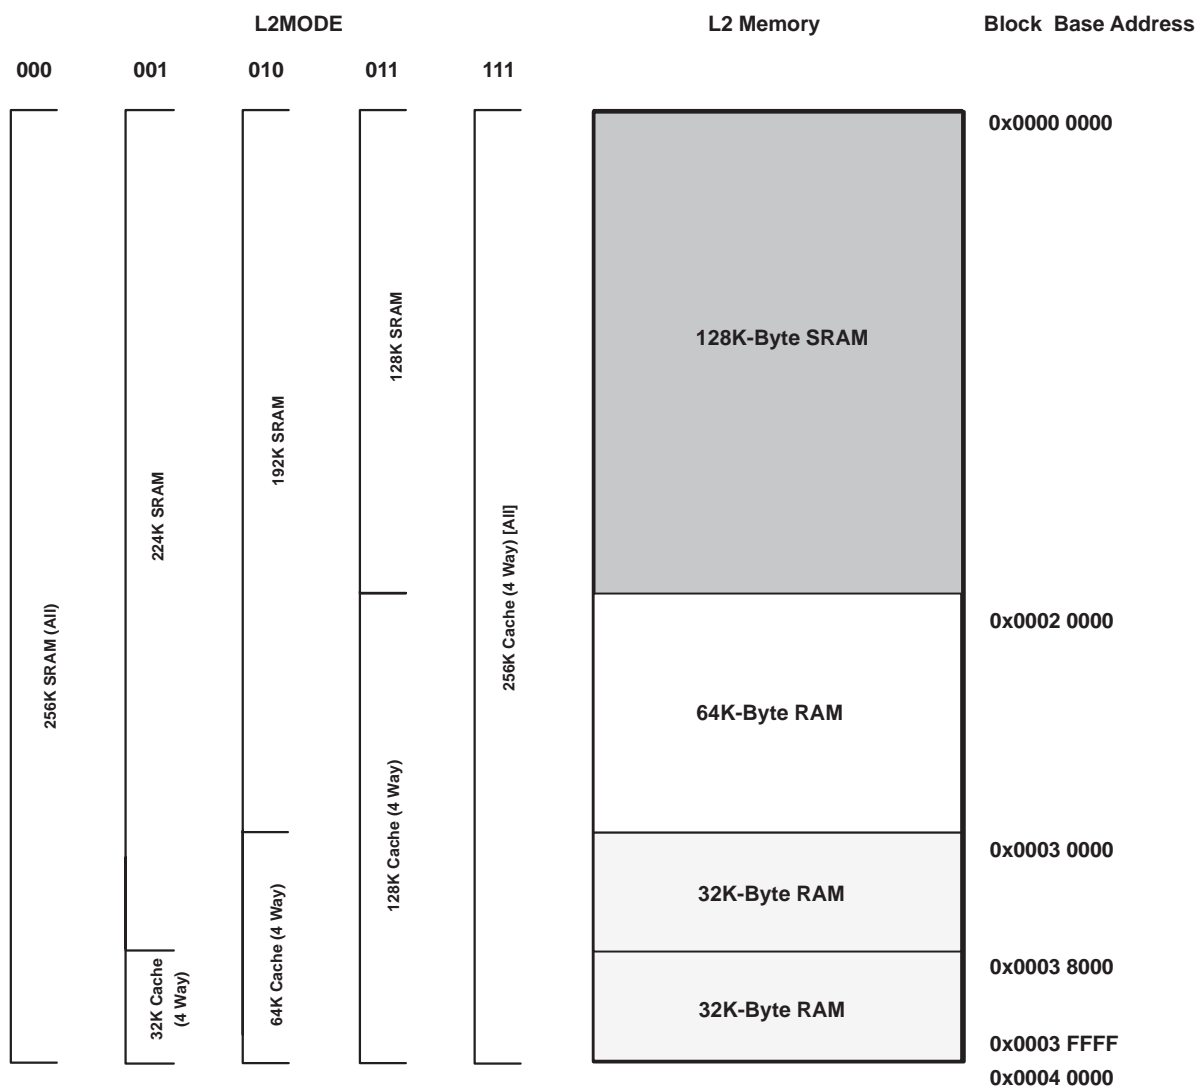 L2MODE L2 Memory Block Base Address
000 001 010 011 111
0x0000 0000
128K SRAM
128K-Byte SRAM
192K SRAM
224K SRAM
256K Cache (4 Way) [All]
256K SRAM (All)
0x0002 0000
64K-Byte RAM
128K Cache (4 Way)
0x0003 0000
32K-Byte RAM
64K Cache (4 Way)
0x0003 8000
32K Cache
(4 Way)
32K-Byte RAM
0x0003 FFFF
0x0004 0000